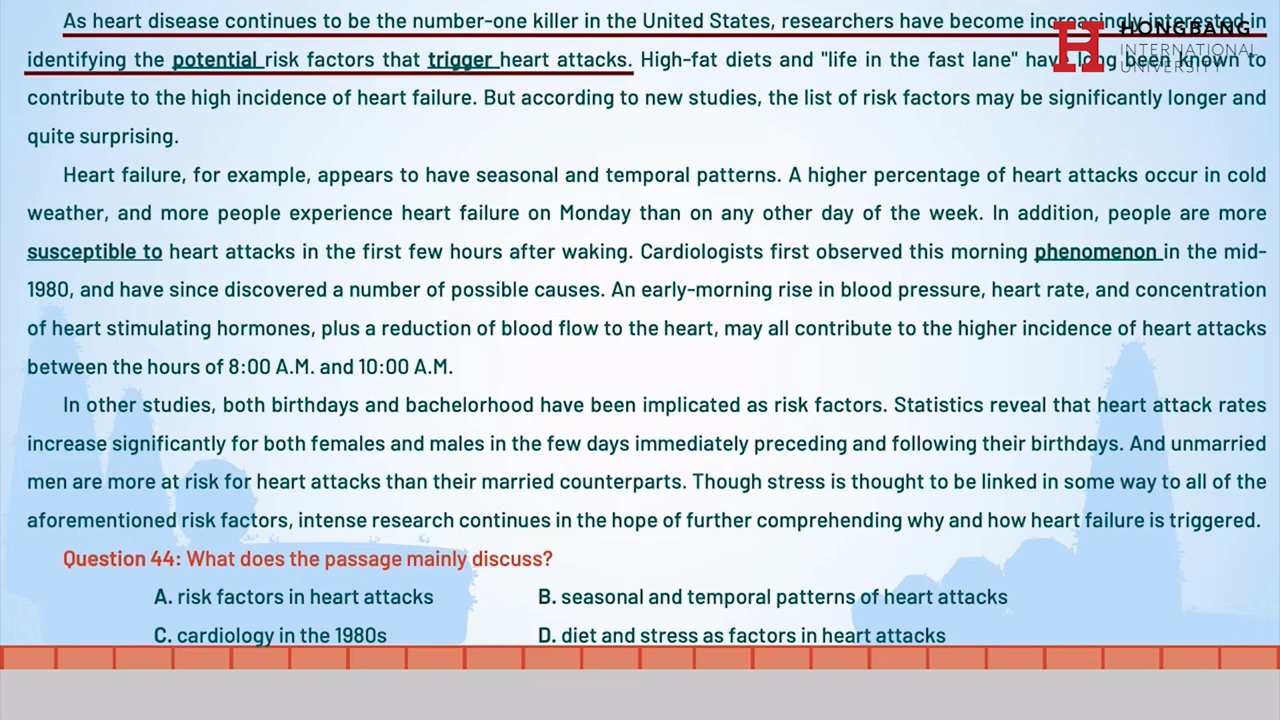 As heart disease continues to be the number-one killer in the United States, researchers have become increasingly interested in
identifying the potential risk factors that trigger heart attacks. High-fat diets and "life in the fast lane" have long been known to
contribute to the high incidence of heart failure. But according to new studies, the list of risk factors may be significantly longer and
quite surprising.
Heart failure, for example, appears to have seasonal and temporal patterns. A higher percentage of heart attacks occur in cold
weather, and more people experience heart failure on Monday than on any other day of the week. In addition, people are more
susceptible to heart attacks in the first few hours after waking. Cardiologists first observed this morning phenomenon in the mid-
1980, and have since discovered a number of possible causes. An early-morning rise in blood pressure, heart rate, and concentration
of heart stimulating hormones, plus a reduction of blood flow to the heart, may all contribute to the higher incidence of heart attacks
between the hours of 8:00 A.M. and 10:00 A.M.
In other studies, both birthdays and bachelorhood have been implicated as risk factors. Statistics reveal that heart attack rates
increase significantly for both females and males in the few days immediately preceding and following their birthdays. And unmarried
men are more at risk for heart attacks than their married counterparts. Though stress is thought to be linked in some way to all of the
aforementioned risk factors, intense research continues in the hope of further comprehending why and how heart failure is triggered.
Question 44: What does the passage mainly discuss?
A. risk factors in heart attacks B. seasonal and temporal patterns of heart attacks
C. cardiology in the 1980s D. diet and stress as factors in heart attacks
HONGBANG
INTERNATIONAL
UNIVERSITY